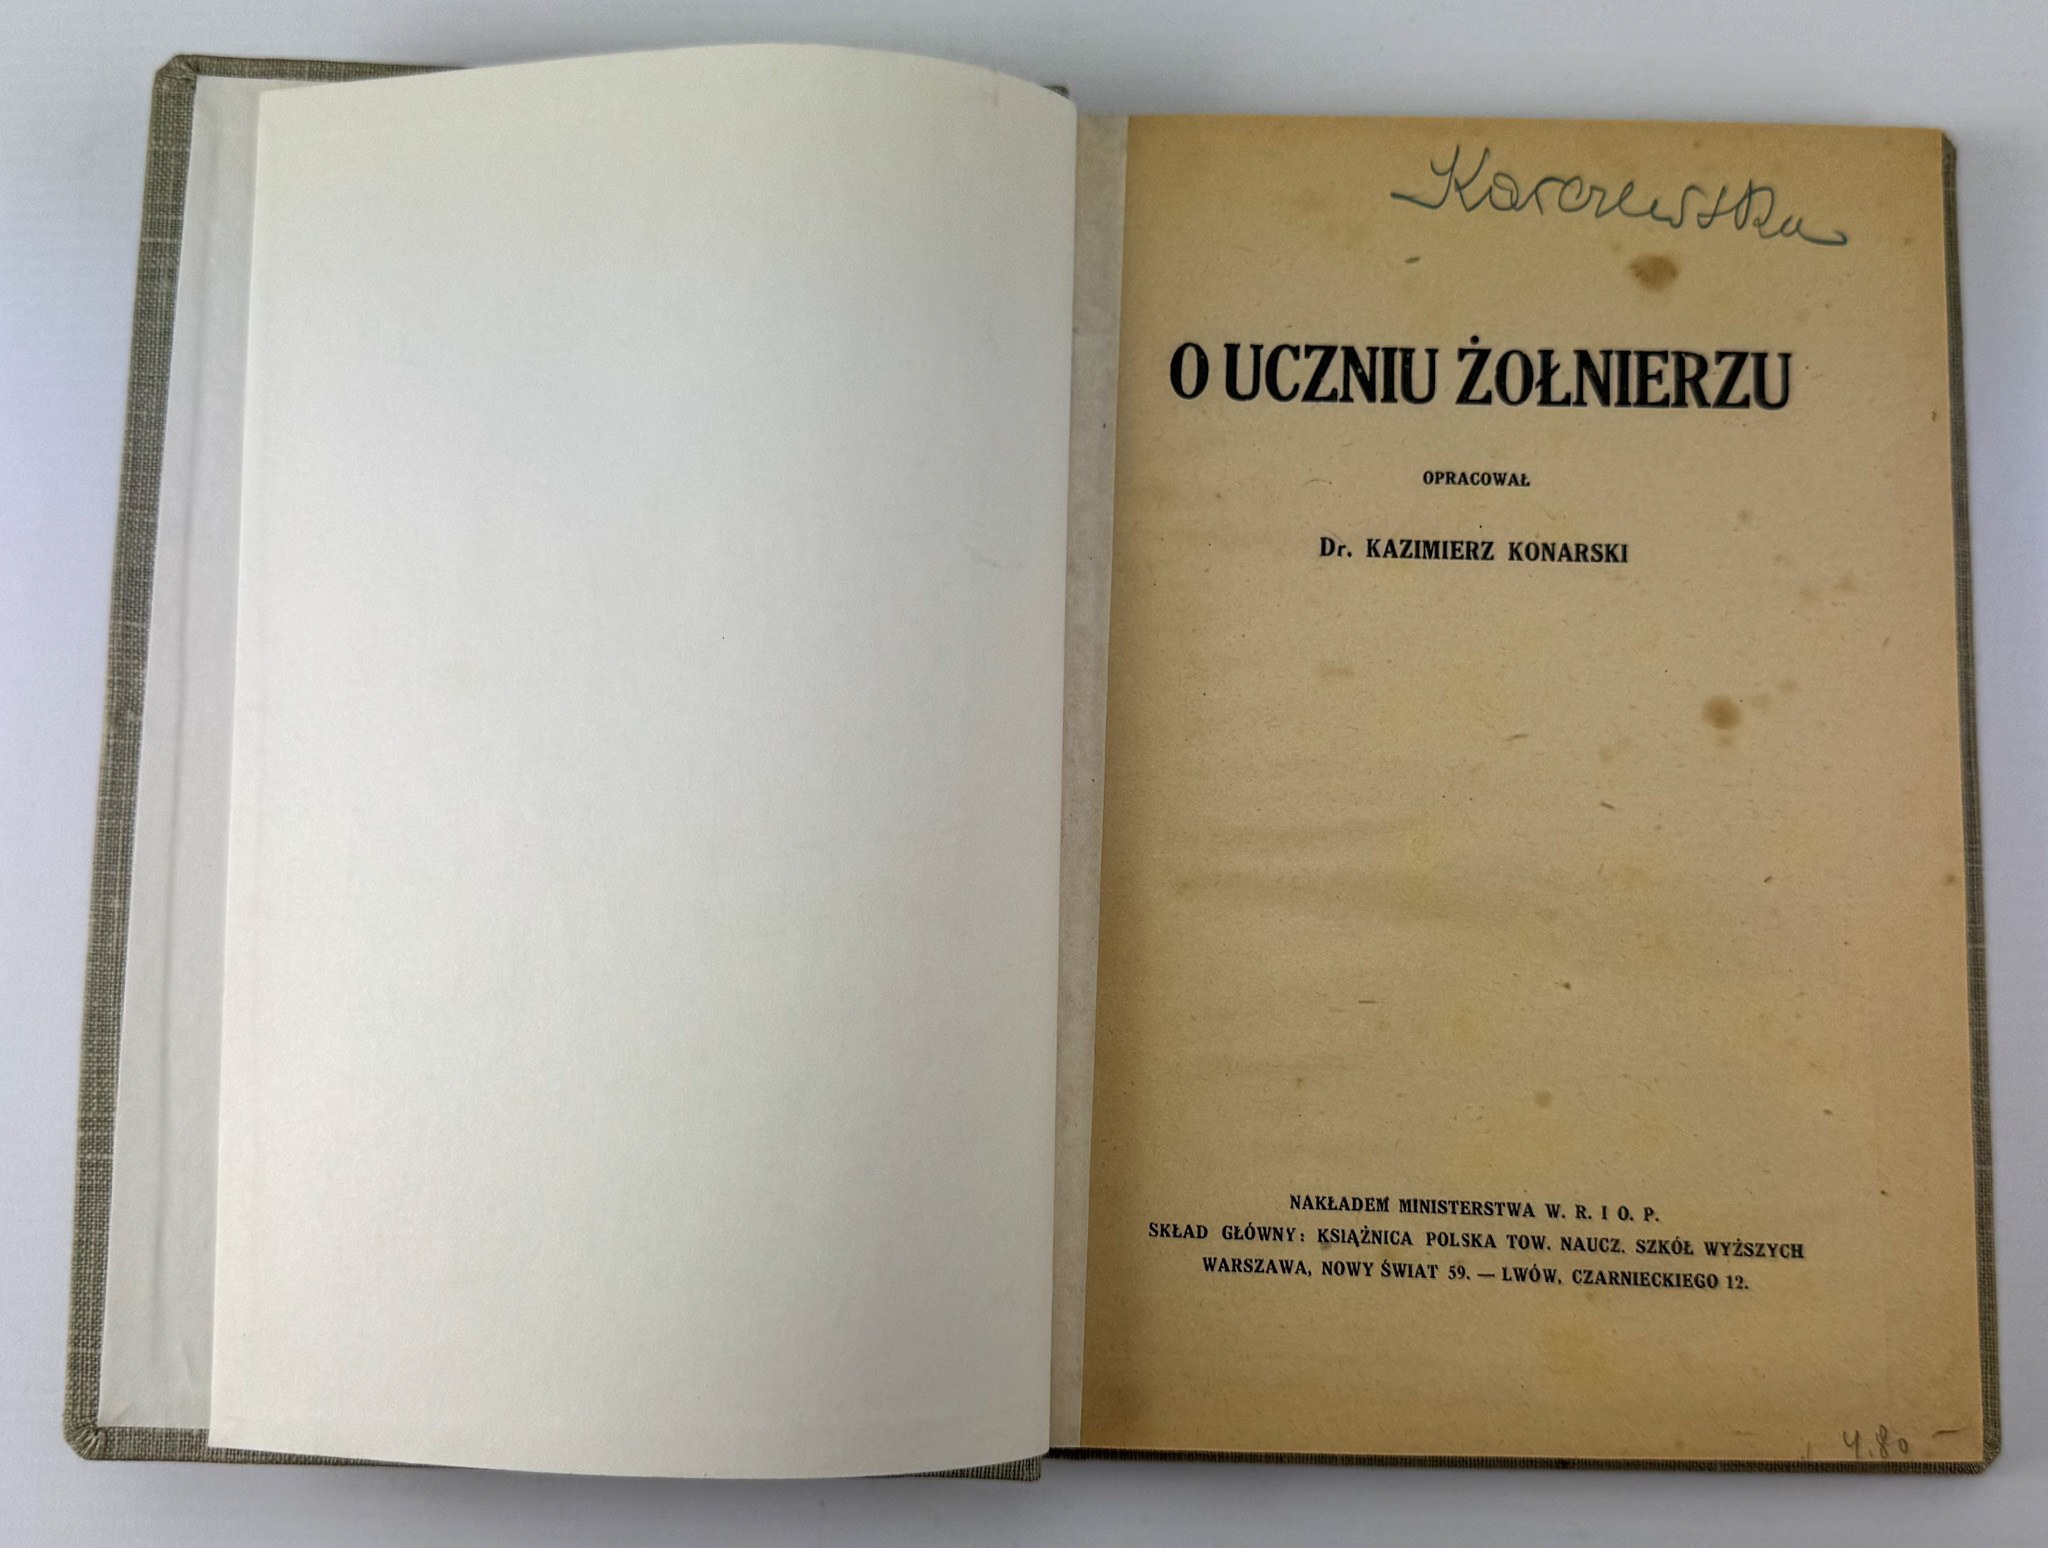 Karczewska
O UCZNIU ŻOŁNIERZU
OPRACOWAŁ
Dr. KAZIMIERZ KONARSKI
NAKŁADEM MINISTERSTWA W. R. I O. P.
SKŁAD GŁÓWNY: KSIĄŻNICA POLSKA TOW. NAUCZ. SZKÓŁ WYŻSZYCH
WARSZAWA, NOWY ŚWIAT 59. — LWÓW, CZARNIECKIEGO 12.
4.80 —